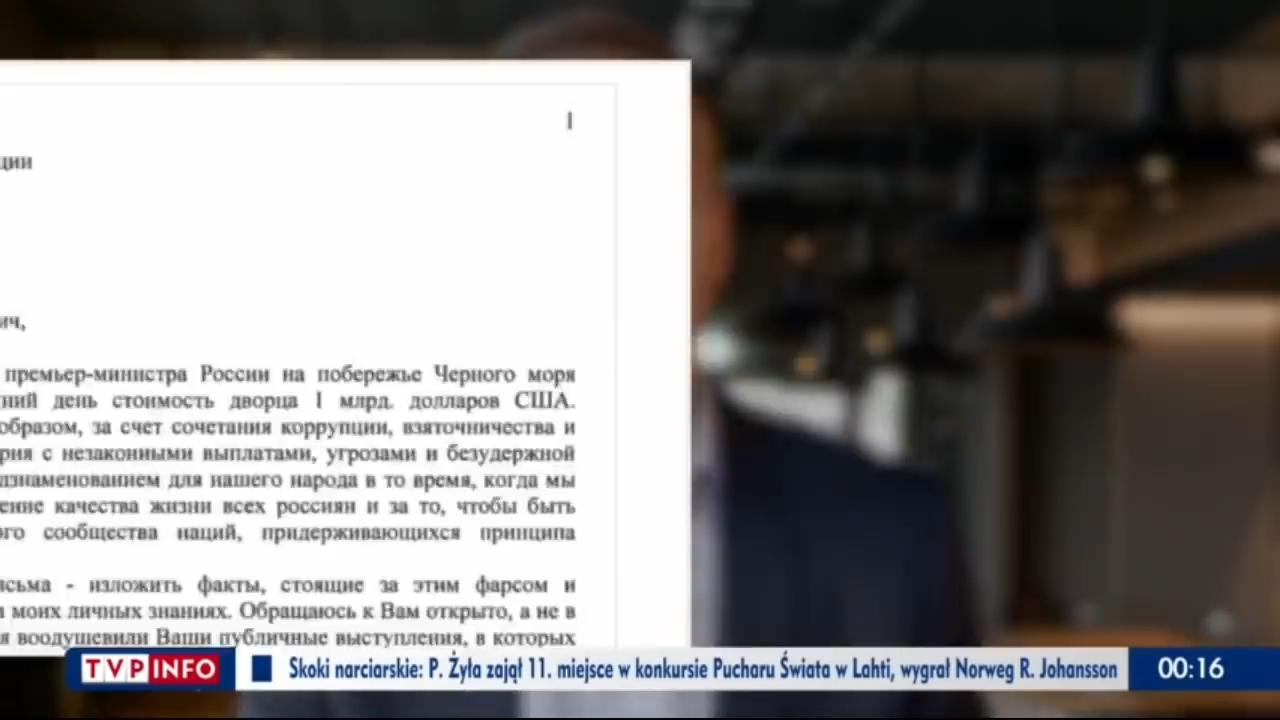 1
ции
ич,
премьер-министра России на побережье Черного моря
ний день стоимость дворца 1 млрд. долларов США.
образом, за счет сочетания коррупции, взяточничества и
рия с незаконными выплатами, угрозами и безудержной
дзнаменованием для нашего народа в то время, когда мы
ение качества жизни всех россиян и за то, чтобы быть
ого сообщества наций, придерживающихся принципа
исьма - изложить факты, стоящие за этим фарсом и
моих личных знаниях. Обращаюсь к Вам открыто, а не в
я воодушевили Ваши публичные выступления, в которых
TVP INFO Skoki narciarskie: P. Żyła zajął 11. miejsce w konkursie Pucharu Świata w Lahti, wygrał Norweg R. Johansson 00:16